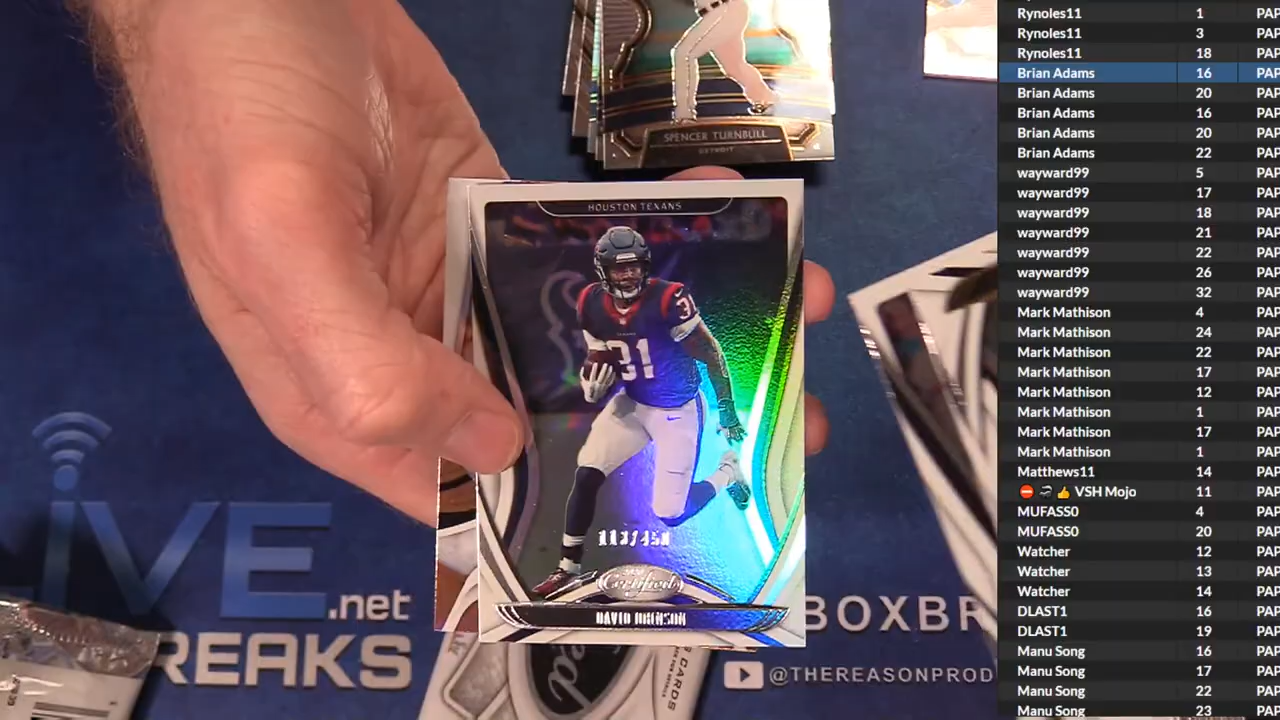 SPENCER TURNBULL
DETROIT
HOUSTON TEXANS
31
31
113/450
Certified
DAVID JOHNSON
LIVE
.net
BREAKS
BOXBR
@THEREASONPROD
CARDS
Rynoles11 1 PAP
Rynoles11 3 PAP
Rynoles11 18 PAP
Brian Adams 16 PAP
Brian Adams 20 PAP
Brian Adams 16 PAP
Brian Adams 20 PAP
Brian Adams 22 PAP
wayward99 5 PAP
wayward99 17 PAP
wayward99 18 PAP
wayward99 21 PAP
wayward99 22 PAP
wayward99 26 PAP
wayward99 32 PAP
Mark Mathison 4 PAP
Mark Mathison 24 PAP
Mark Mathison 22 PAP
Mark Mathison 17 PAP
Mark Mathison 12 PAP
Mark Mathison 1 PAP
Mark Mathison 17 PAP
Mark Mathison 1 PAP
Matthews11 14 PAP
⛔ 👍 VSH Mojo 11 PAP
MUFASS0 4 PAP
MUFASS0 20 PAP
Watcher 12 PAP
Watcher 13 PAP
Watcher 14 PAP
DLAST1 16 PAP
DLAST1 19 PAP
Manu Song 16 PAP
Manu Song 17 PAP
Manu Song 22 PAP
Manu Song 23 PAP